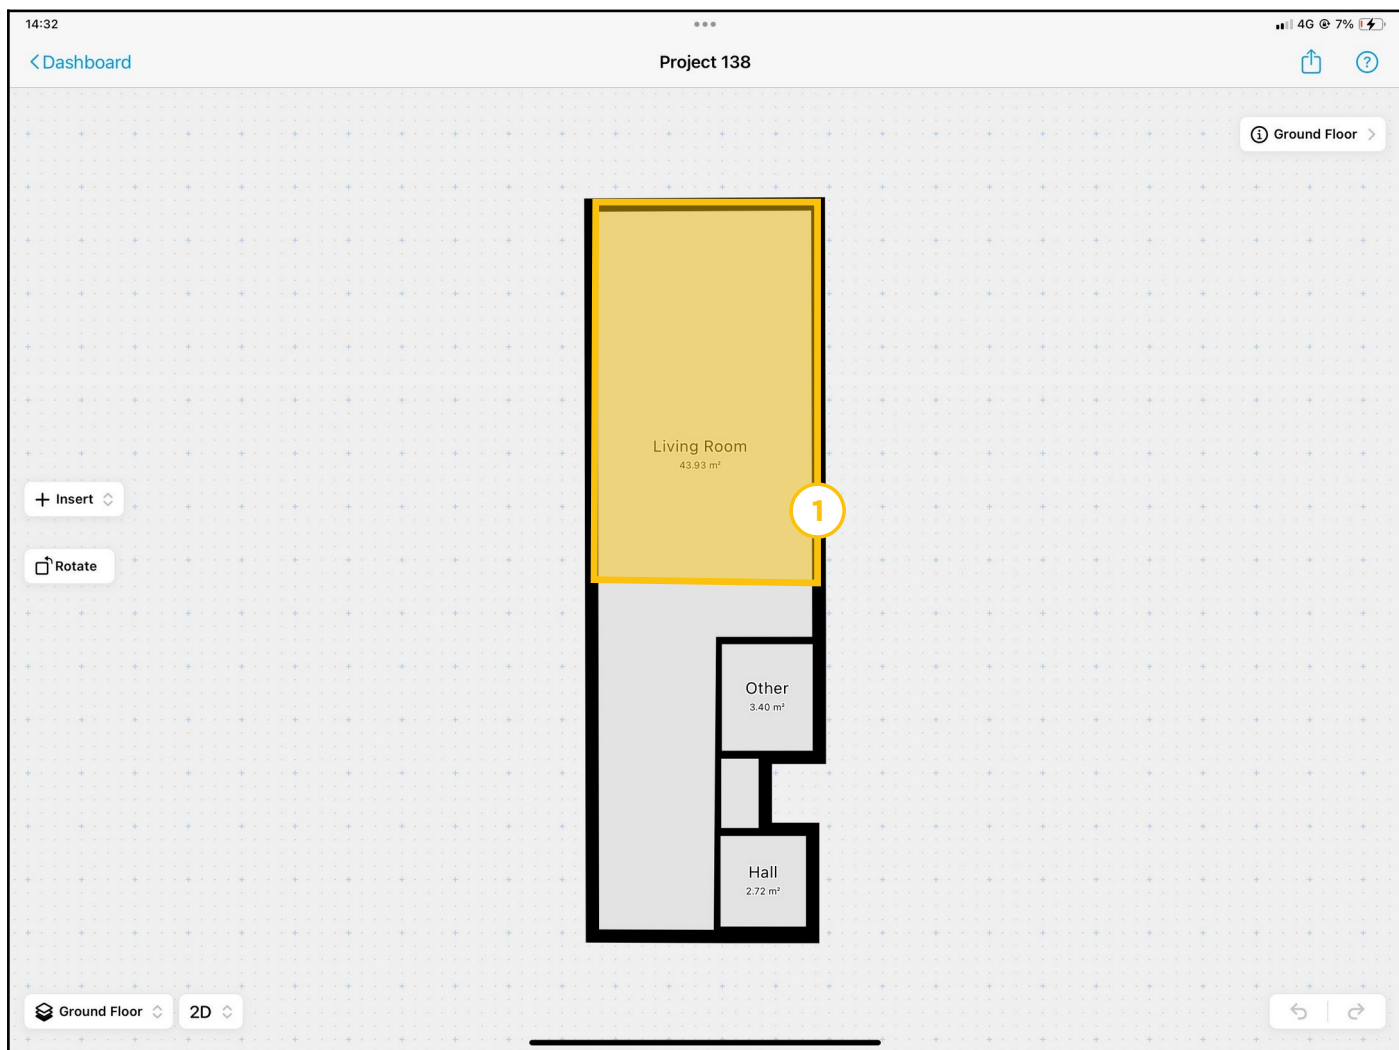 14:32
4G 7%
Dashboard
Project 138
?
Ground Floor
Living Room
43.93 m²
1
Insert
Rotate
Other
3.40 m²
Hall
2.72 m²
Ground Floor
2D